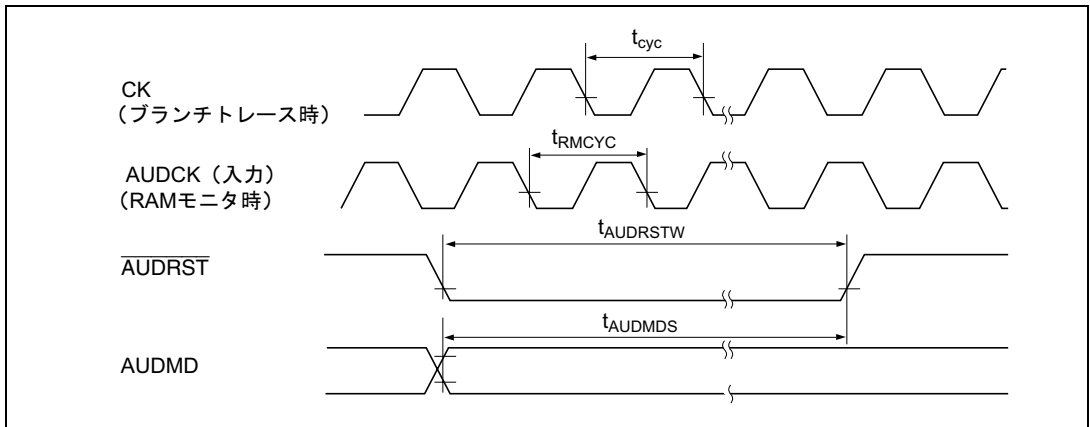 tcyc
CK
（ブランチトレース時）
tRMCYC
AUDCK（入力）
（RAMモニタ時）
tAUDRSTW
AUDRST
tAUDMDS
AUDMD